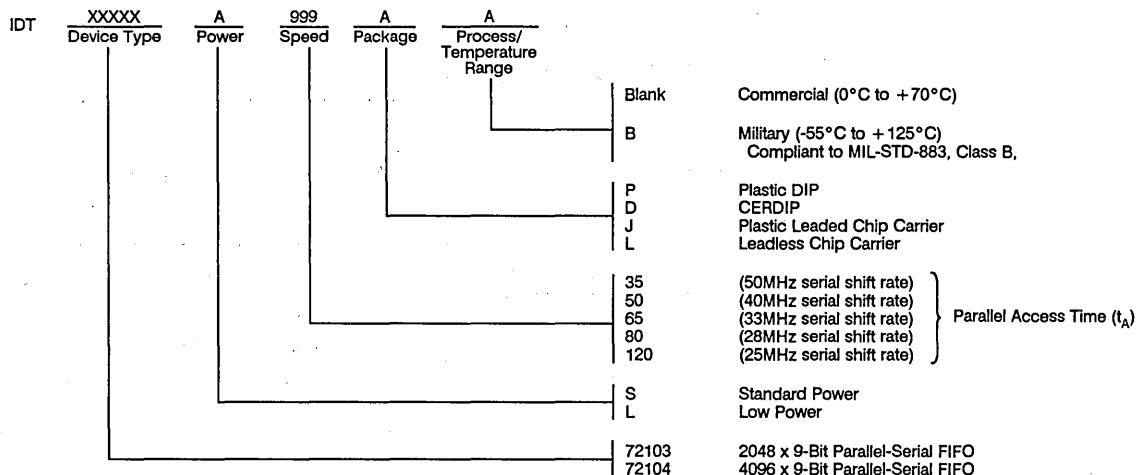 IDT XXXXX A 999 A A
Device Type Power Speed Package Process/
Temperature
Range
Blank Commercial (0°C to +70°C)
B Military (-55°C to +125°C)
Compliant to MIL-STD-883, Class B,
P Plastic DIP
D CERDIP
J Plastic Leaded Chip Carrier
L Leadless Chip Carrier
35 (50MHz serial shift rate)
50 (40MHz serial shift rate)
65 (33MHz serial shift rate) Parallel Access Time (tA)
80 (28MHz serial shift rate)
120 (25MHz serial shift rate)
S Standard Power
L Low Power
72103 2048 x 9-Bit Parallel-Serial FIFO
72104 4096 x 9-Bit Parallel-Serial FIFO